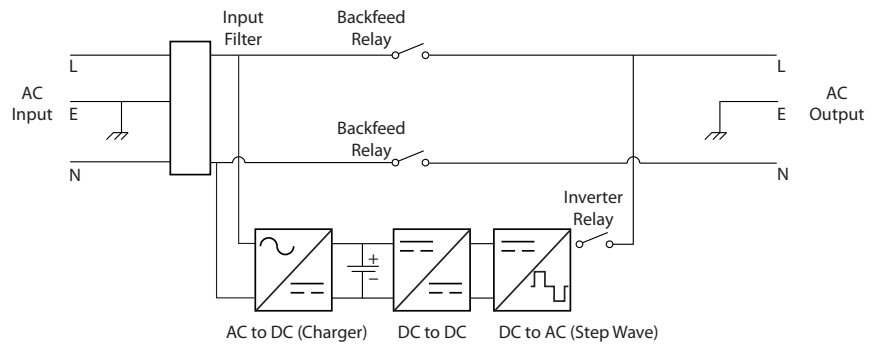 Input
Filter
Backfeed
Relay
L
L
AC
Input
E
E
AC
Output
Backfeed
Relay
N
N
Inverter
Relay
+
−
AC to DC (Charger)
DC to DC
DC to AC (Step Wave)